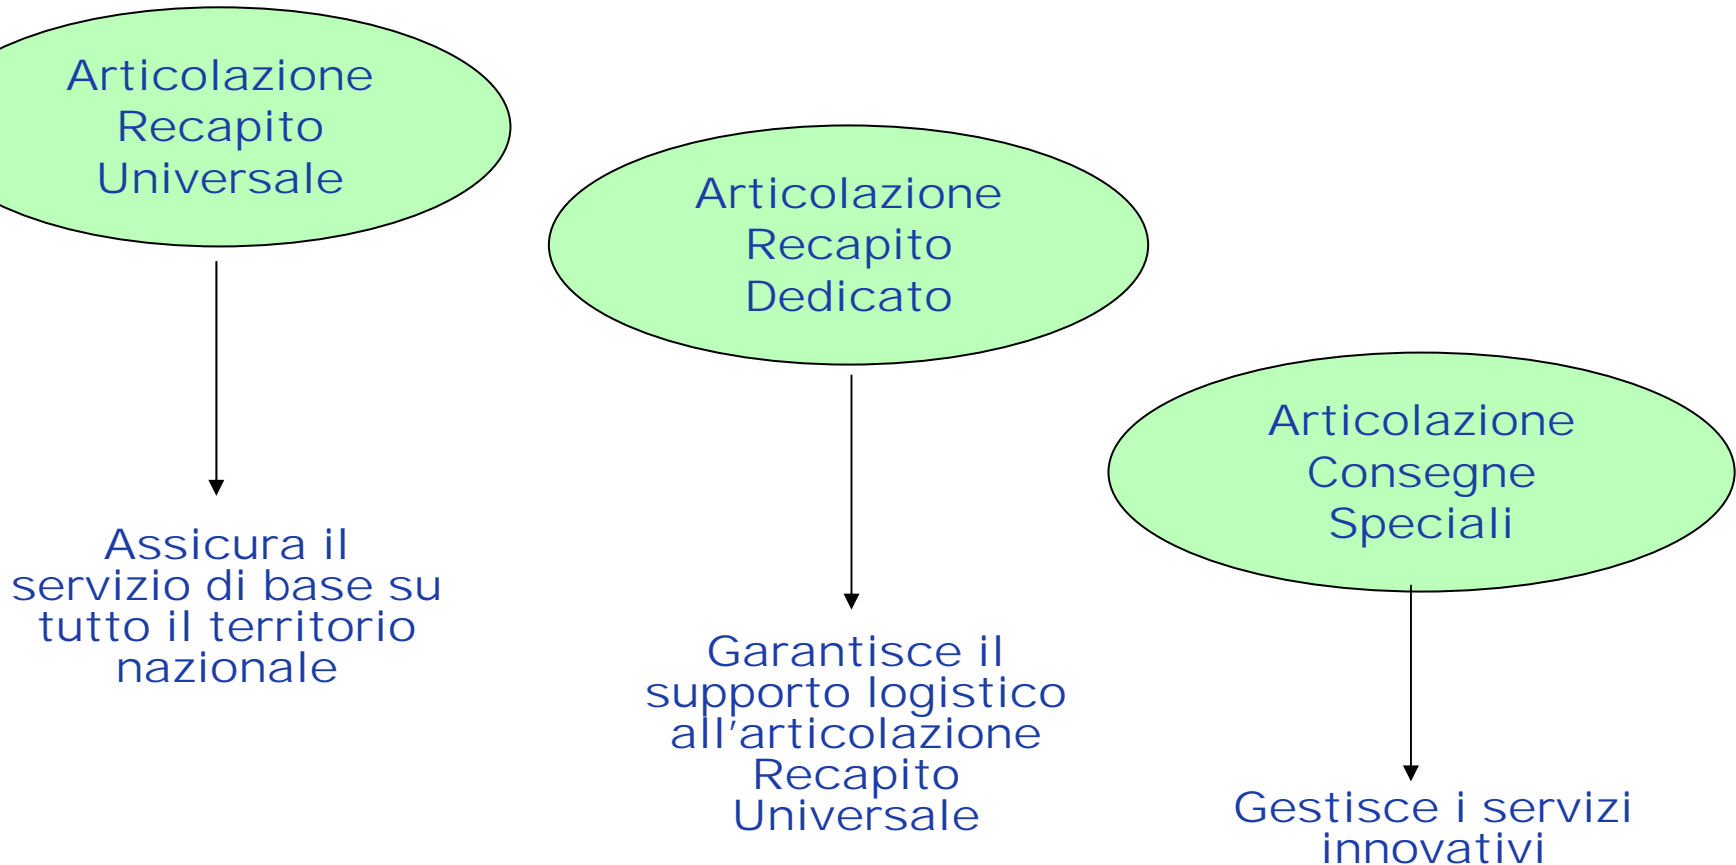 Articolazione
Recapito
Universale
Assicura il
servizio di base su
tutto il territorio
nazionale
Articolazione
Recapito
Dedicato
Garantisce il
supporto logistico
all'articolazione
Recapito
Universale
Articolazione
Consegne
Speciali
Gestisce i servizi
innovativi